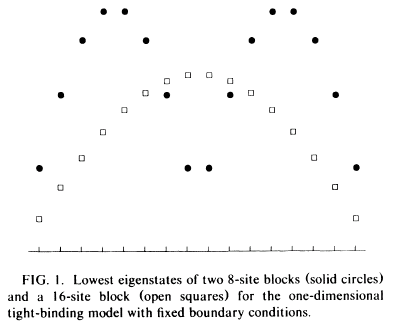 FIG. 1. Lowest eigenstates of two 8-site blocks (solid circles)
and a 16-site block (open squares) for the one-dimensional
tight-binding model with fixed boundary conditions.